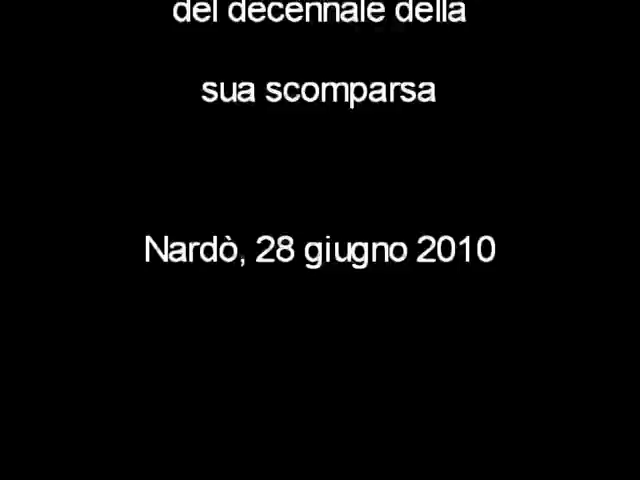 del decennale della
sua scomparsa
Nardò, 28 giugno 2010